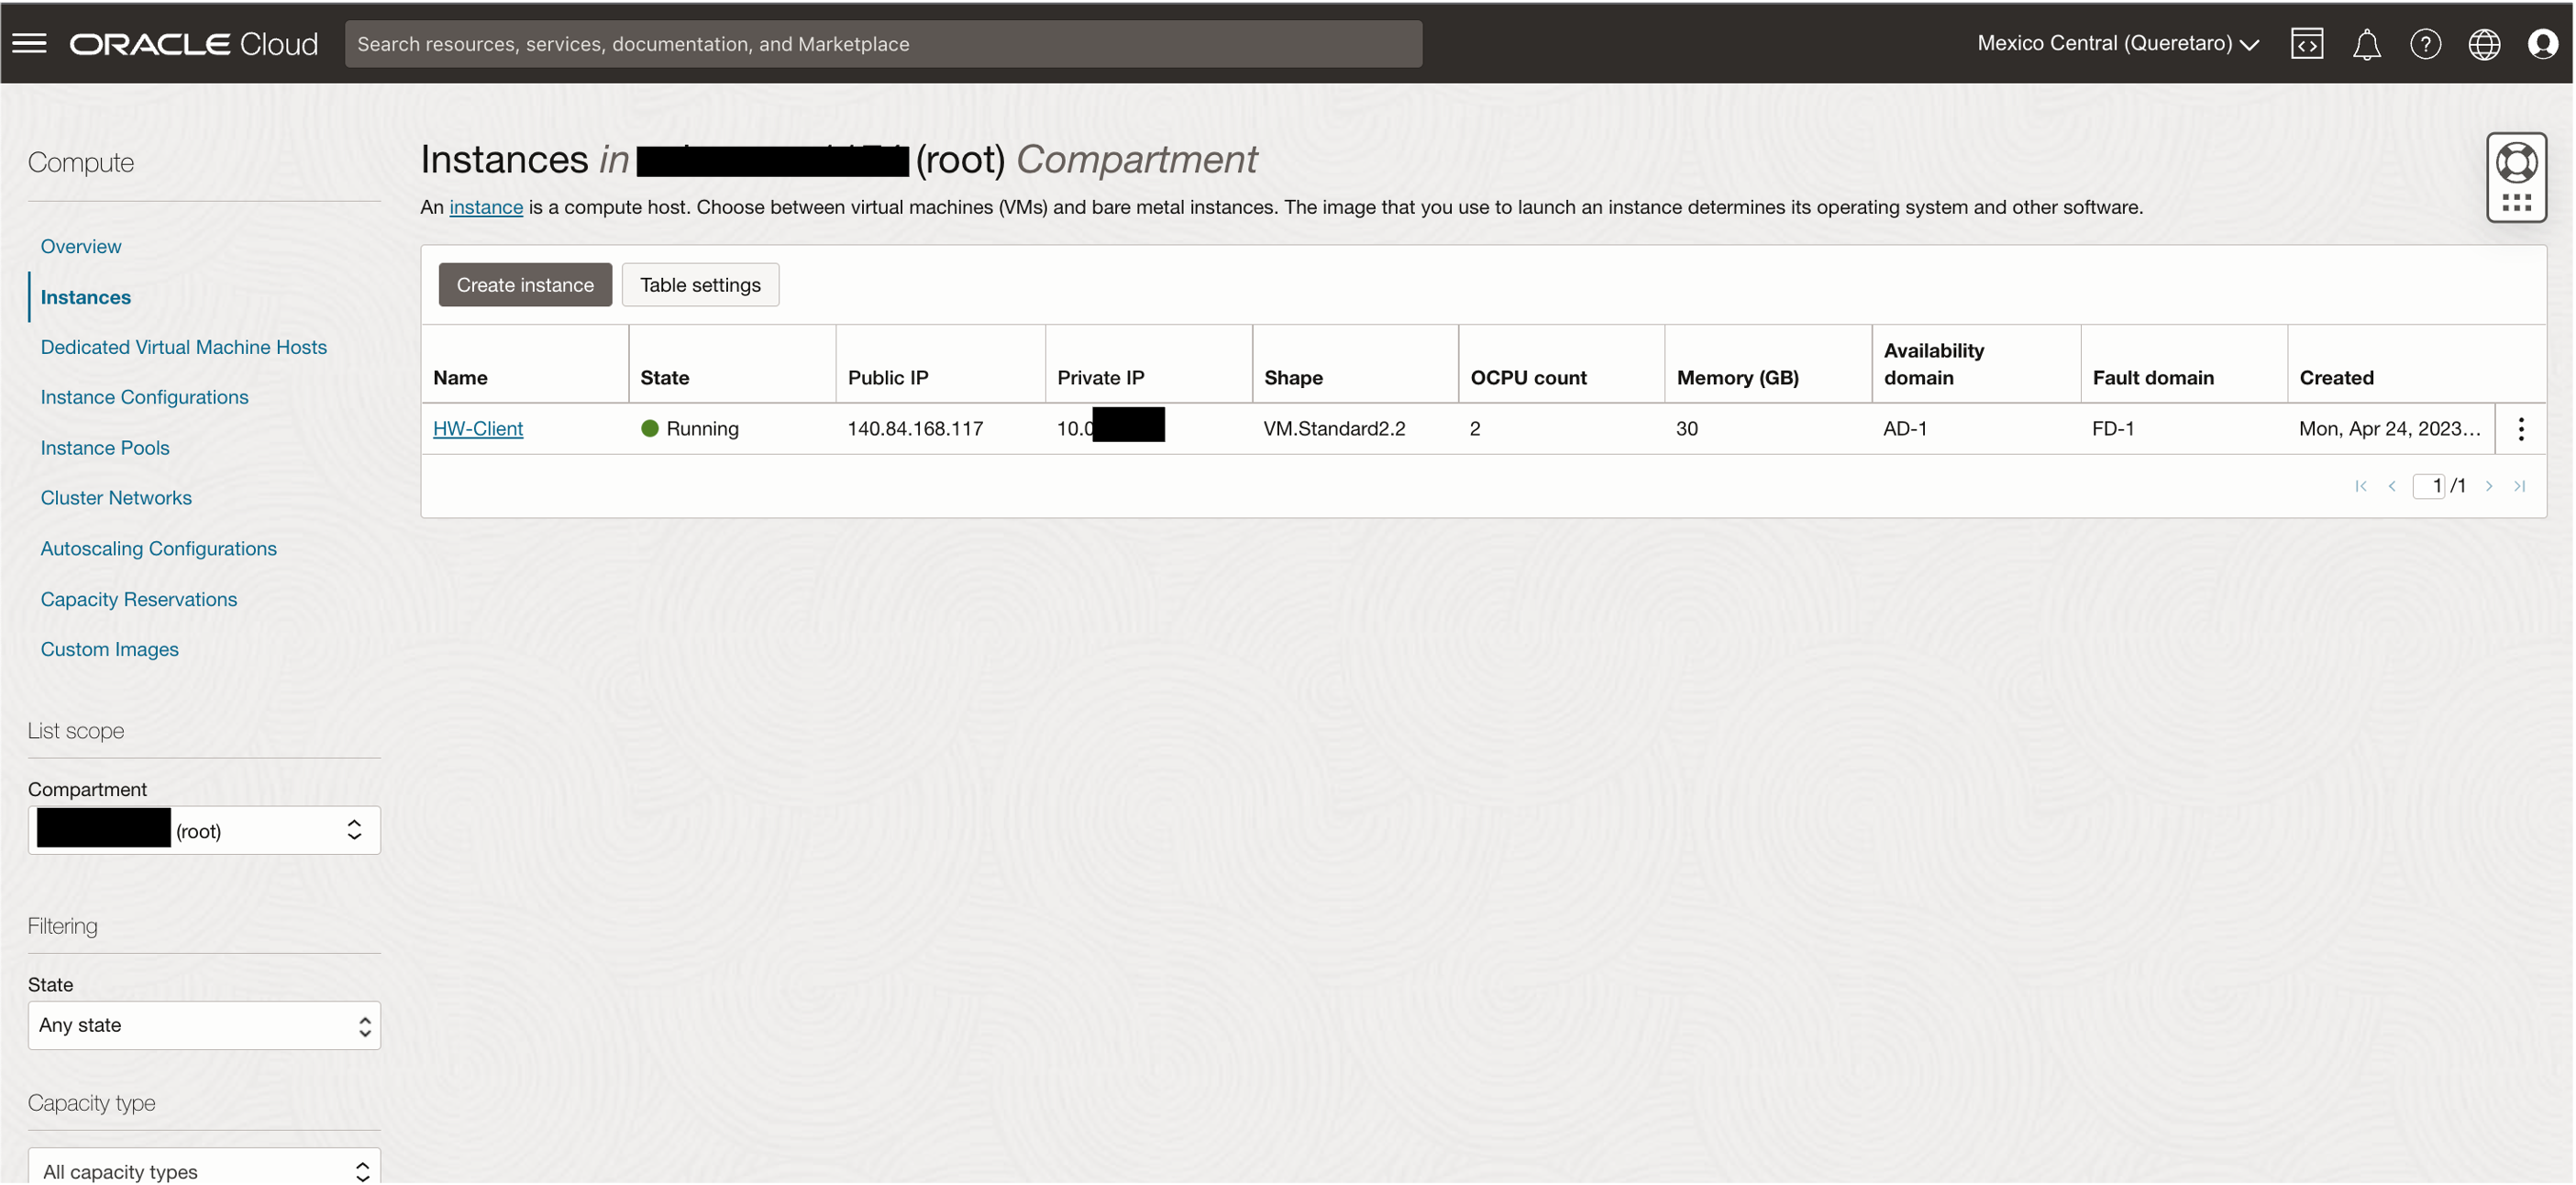 ORACLE Cloud
Search resources, services, documentation, and Marketplace
Mexico Central (Queretaro)
Compute
Overview
Instances
Dedicated Virtual Machine Hosts
Instance Configurations
Instance Pools
Cluster Networks
Autoscaling Configurations
Capacity Reservations
Custom Images
List scope
Compartment
(root)
Filtering
State
Any state
Capacity type
All capacity types
Instances in (root) Compartment
An instance is a compute host. Choose between virtual machines (VMs) and bare metal instances. The image that you use to launch an instance determines its operating system and other software.
Create instance Table settings
Name State Public IP Private IP Shape OCPU count Memory (GB) Availability domain Fault domain Created
HW-Client Running 140.84.168.117 10.0 VM.Standard2.2 2 30 AD-1 FD-1 Mon, Apr 24, 2023...
1 /1